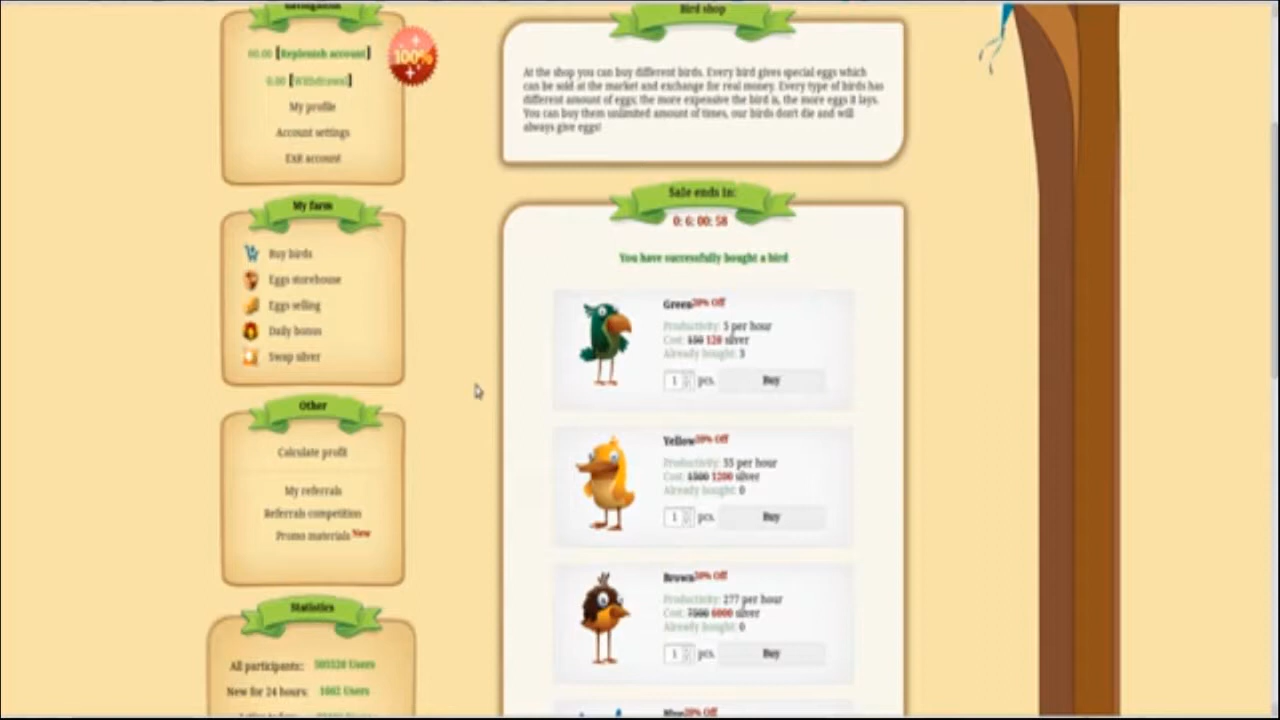 Navigation
60.00 [Replenish account]
0.00 [Withdraw]
100%
My profile
Account settings
Exit account
My farm
Buy birds
Eggs storehouse
Eggs selling
Daily bonus
Swap silver
Other
Calculate profit
My referrals
Referrals competition
Promo materials New
Statistics
All participants:
Users
New for 24 hours: 1662 Users
Bird shop
At the shop you can buy different birds. Every bird gives special eggs which
can be sold at the market and exchange for real money. Every type of birds has
different amount of eggs; the more expensive the bird is, the more eggs it lays.
You can buy them unlimited amount of times, our birds don't die and will
always give eggs!
Sale ends in:
0: 6: 00: 58
You have successfully bought a bird
Green 20% Off
Productivity: 5 per hour
Cost: 150 120 silver
Already bought: 3
1 pcs. Buy
Yellow 20% Off
Productivity: 55 per hour
Cost: 1500 1200 silver
Already bought: 0
1 pcs. Buy
Brown 20% Off
Productivity: 277 per hour
Cost: 7500 6000 silver
Already bought: 0
1 pcs. Buy
Blue 20% Off